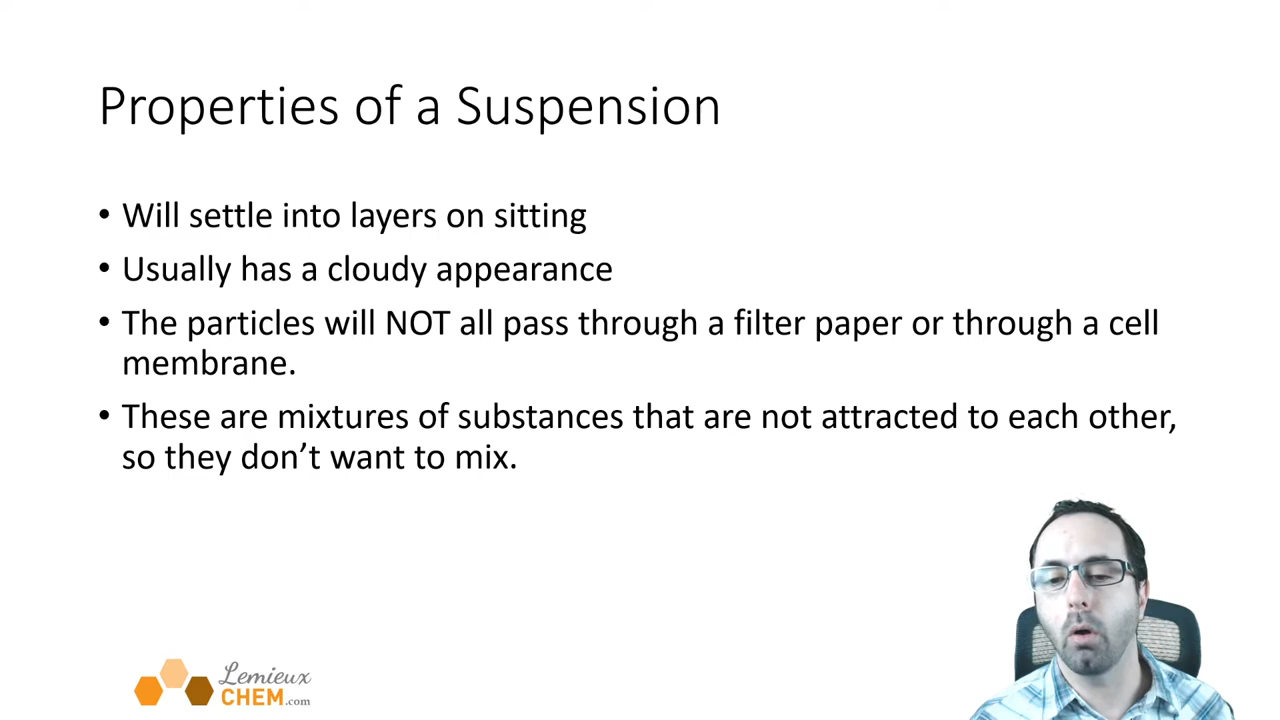 Properties of a Suspension
• Will settle into layers on sitting
• Usually has a cloudy appearance
• The particles will NOT all pass through a filter paper or through a cell
membrane.
• These are mixtures of substances that are not attracted to each other,
so they don’t want to mix.
Lemieux
CHEM.com